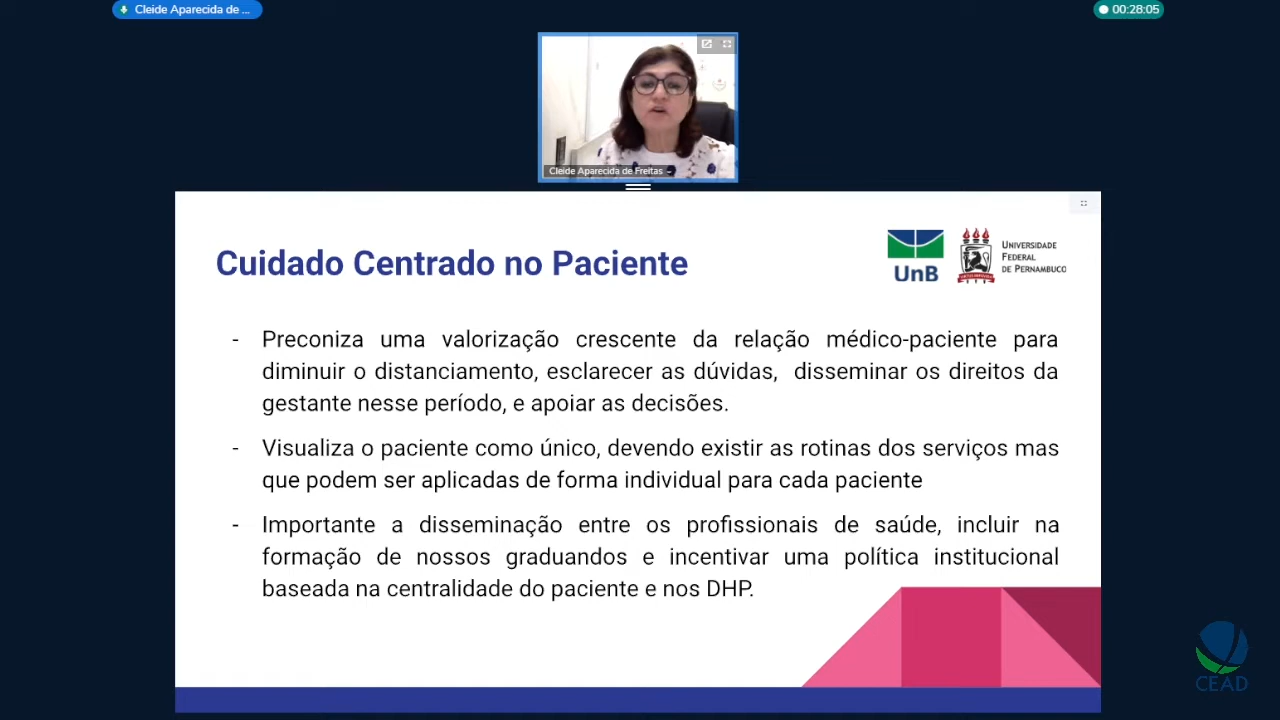 Cleide Aparecida de ...
00:28:05
Cleide Aparecida de Freitas
Cuidado Centrado no Paciente
UnB
UNIVERSIDADE
FEDERAL
DE PERNAMBUCO
- Preconiza uma valorização crescente da relação médico-paciente para
diminuir o distanciamento, esclarecer as dúvidas, disseminar os direitos da
gestante nesse período, e apoiar as decisões.
- Visualiza o paciente como único, devendo existir as rotinas dos serviços mas
que podem ser aplicadas de forma individual para cada paciente
- Importante a disseminação entre os profissionais de saúde, incluir na
formação de nossos graduandos e incentivar uma política institucional
baseada na centralidade do paciente e nos DHP.
CEAD